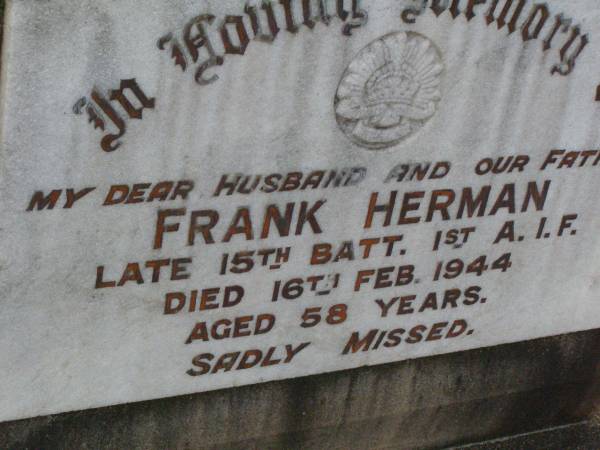 In Loving Memory
MY DEAR HUSBAND AND OUR FATH
FRANK HERMAN
LATE 15TH BATT. 1ST A.I.F.
DIED 16TH FEB. 1944
AGED 58 YEARS.
SADLY MISSED.